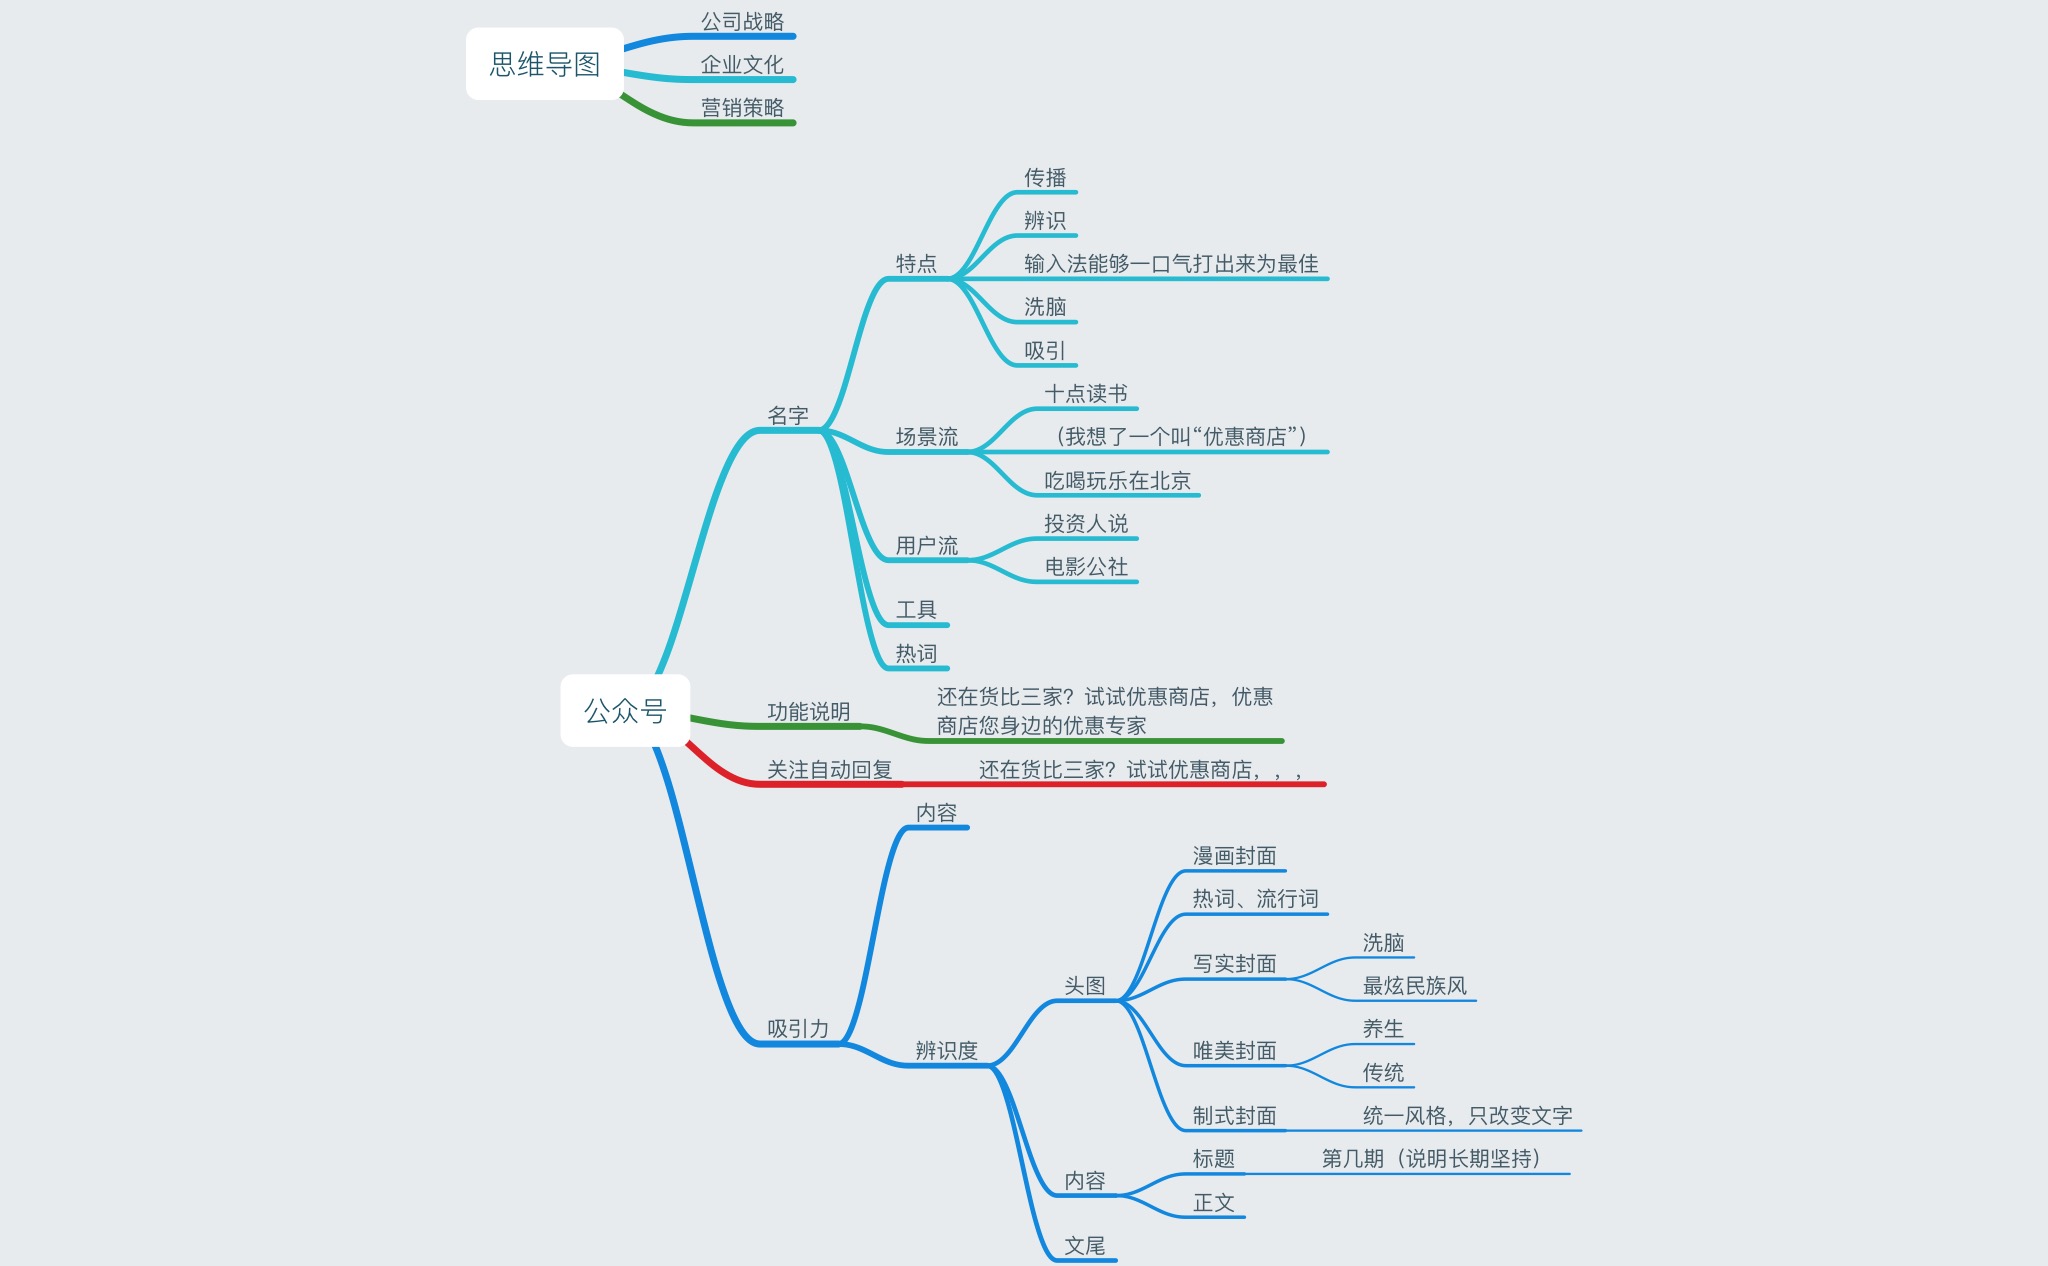 思维导图
公司战略
企业文化
营销策略
公众号
名字
特点
传播
辨识
输入法能够一口气打出来为最佳
洗脑
吸引
场景流
十点读书
（我想了一个叫“优惠商店”）
吃喝玩乐在北京
用户流
投资人说
电影公社
工具
热词
功能说明
还在货比三家？试试优惠商店，优惠
商店您身边的优惠专家
关注自动回复
还在货比三家？试试优惠商店，，，
吸引力
内容
辨识度
头图
漫画封面
热词、流行词
写实封面
洗脑
最炫民族风
唯美封面
养生
传统
制式封面
统一风格，只改变文字
内容
标题
第几期（说明长期坚持）
正文
文尾